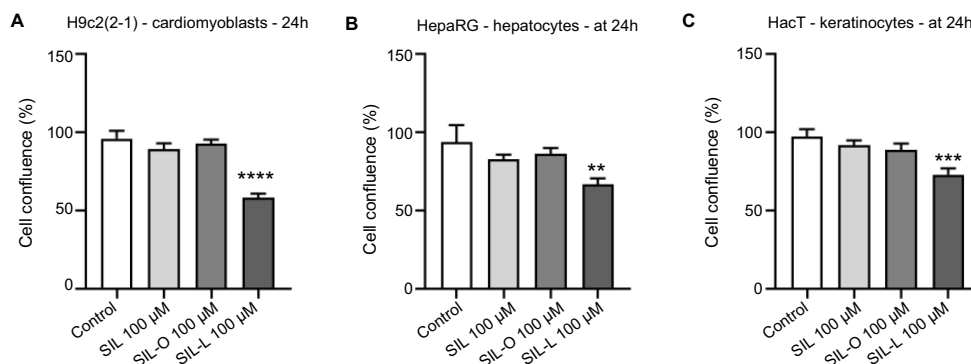 A
H9c2(2-1) - cardiomyoblasts - 24h
Cell confluence (%)
150
100
50
0
****
Control
SIL 100 µM
SIL-O 100 µM
SIL-L 100 µM
B
HepaRG - hepatocytes - at 24h
Cell confluence (%)
150
100
50
0
**
Control
SIL 100 µM
SIL-O 100 µM
SIL-L 100 µM
C
HacT - keratinocytes - at 24h
Cell confluence (%)
150
100
50
0
***
Control
SIL 100 µM
SIL-O 100 µM
SIL-L 100 µM